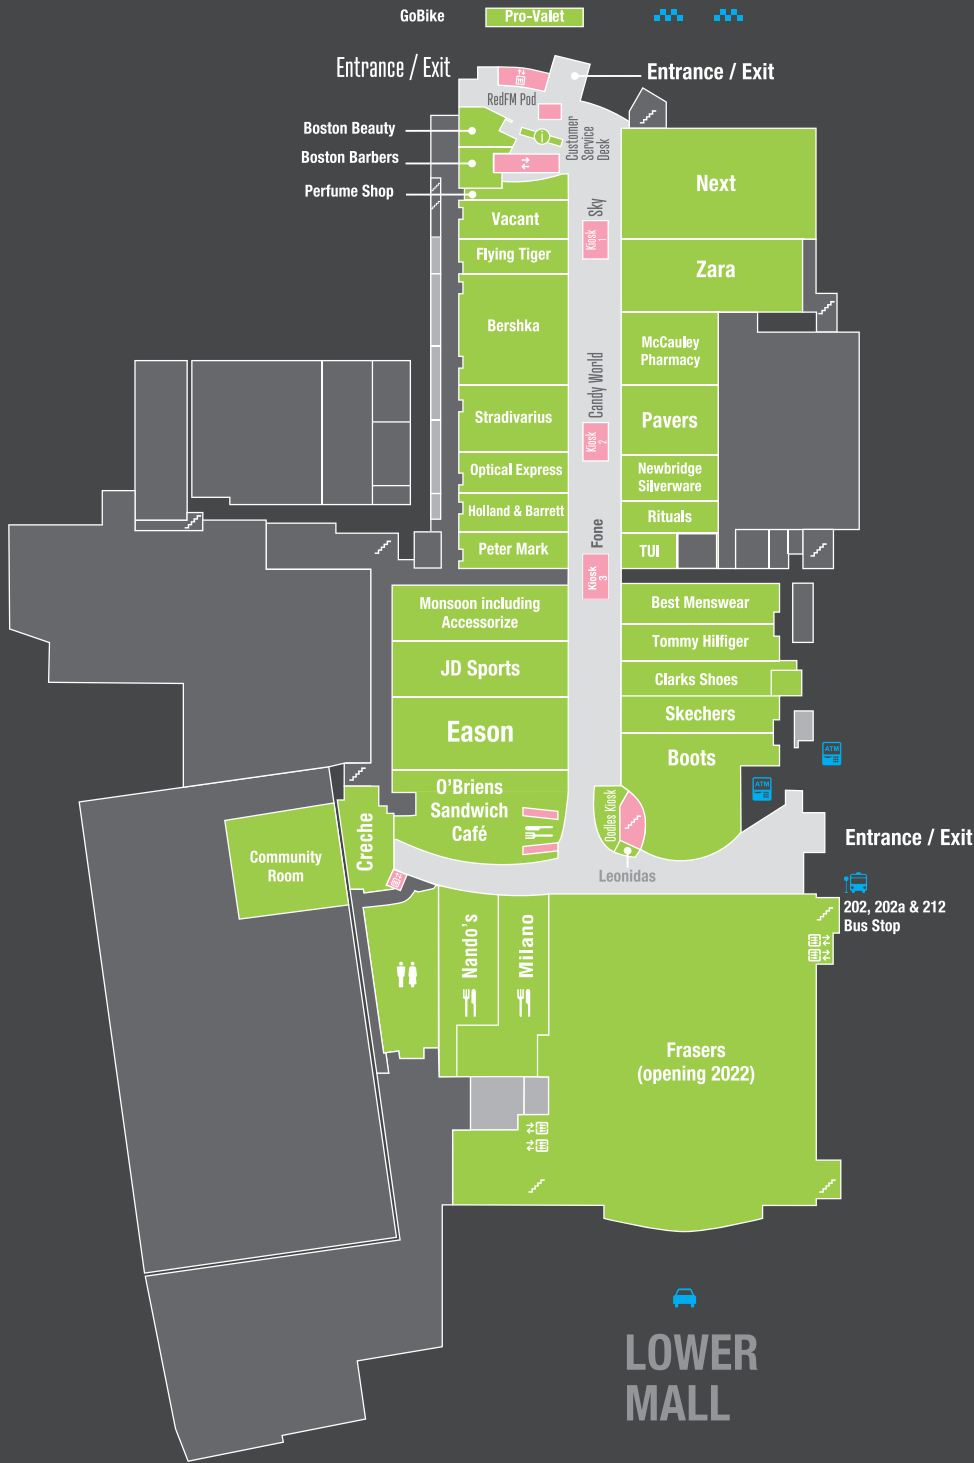 GoBike
Pro-Valet
Entrance / Exit
Entrance / Exit
RedFM Pod
Customer
Service
Desk
Boston Beauty
Boston Barbers
Perfume Shop
Vacant
Flying Tiger
Bershka
Stradivarius
Optical Express
Holland & Barrett
Peter Mark
Sky
Kiosk
1
Candy World
Kiosk
2
Fone
Kiosk
3
Next
Zara
McCauley
Pharmacy
Pavers
Newbridge
Silverware
Rituals
TUI
Monsoon including
Accessorize
JD Sports
Eason
O'Briens
Sandwich
Café
Best Menswear
Tommy Hilfiger
Clarks Shoes
Skechers
Boots
ATM
ATM
Oodles Kiosk
Leonidas
Entrance / Exit
202, 202a & 212
Bus Stop
Creche
Community
Room
Nando's
Milano
Frasers
(opening 2022)
LOWER
MALL